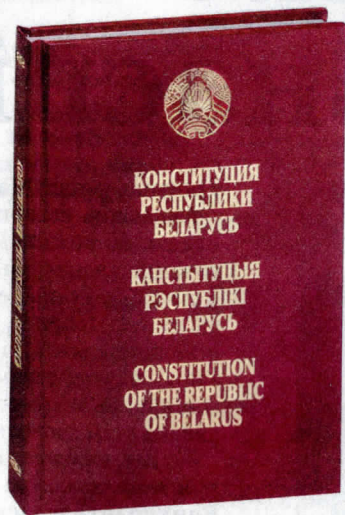 КОНСТИТУЦИЯ
РЕСПУБЛИКИ
БЕЛАРУСЬ
КАНСТЫТУЦЫЯ
РЭСПУБЛІКІ
БЕЛАРУСЬ
CONSTITUTION
OF THE REPUBLIC
OF BELARUS